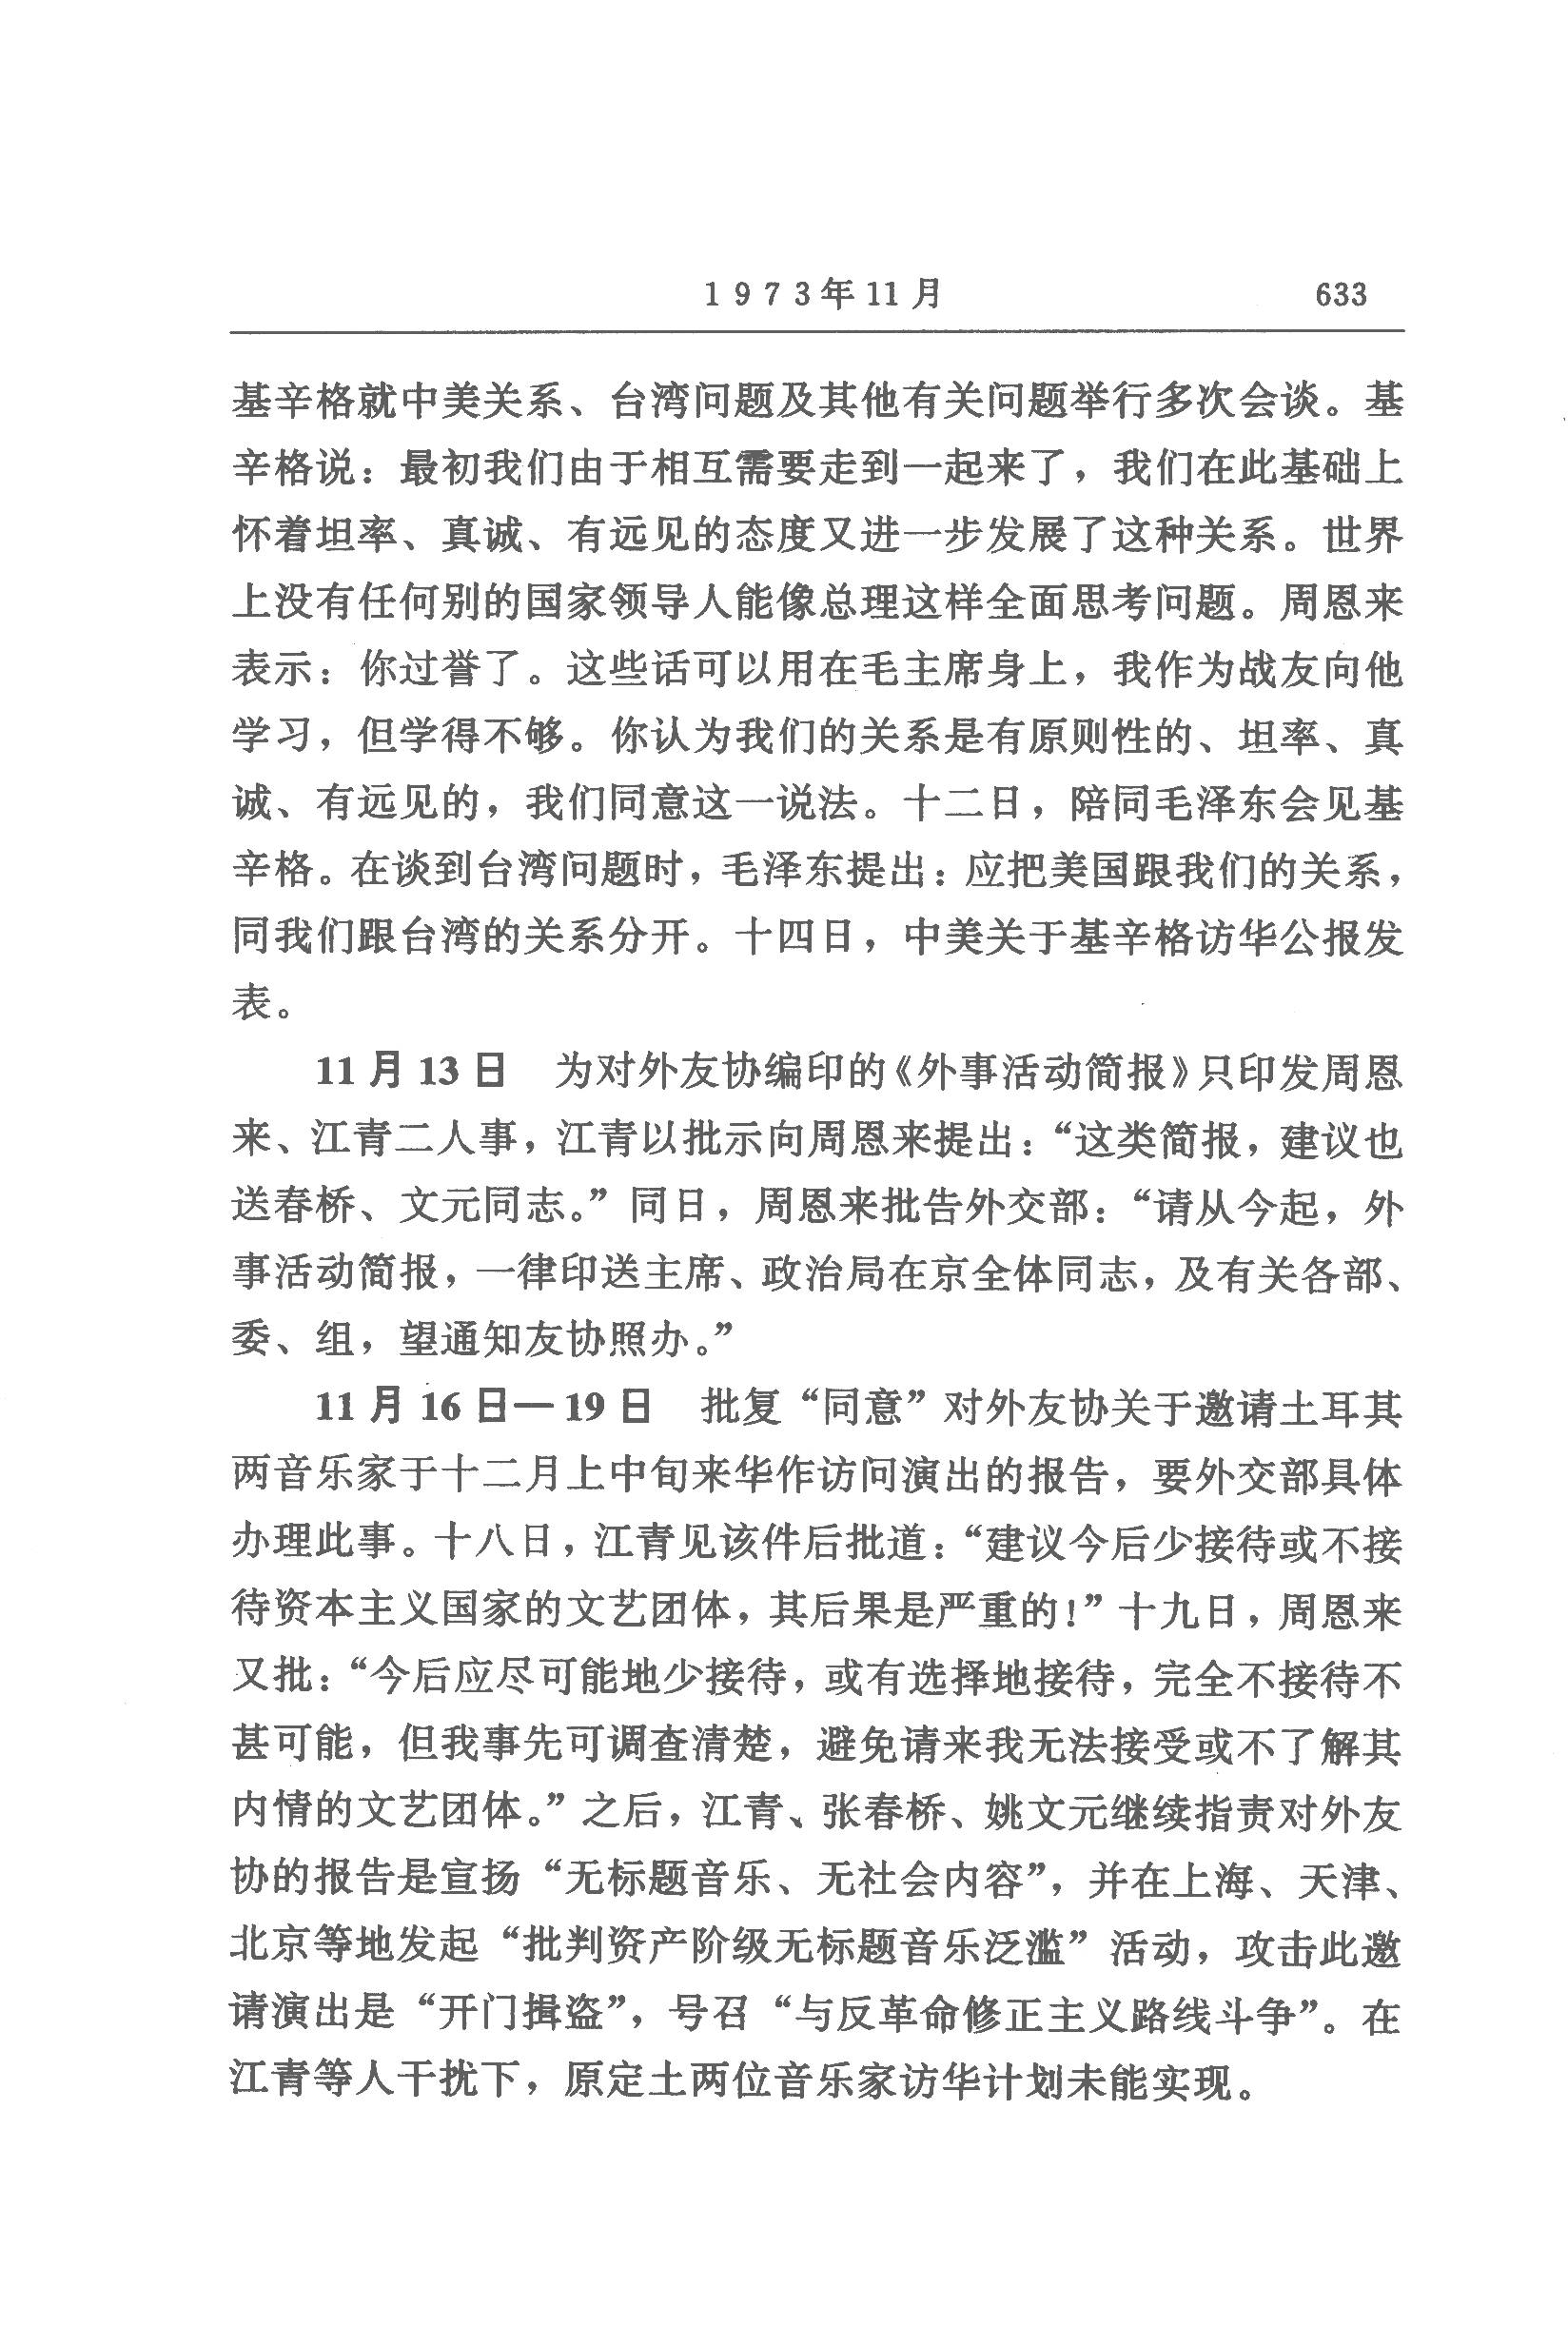 1973年11月 633
基辛格就中美关系、台湾问题及其他有关问题举行多次会谈。基
辛格说：最初我们由于相互需要走到一起来了，我们在此基础上
怀着坦率、真诚、有远见的态度又进一步发展了这种关系。世界
上没有任何别的国家领导人能像总理这样全面思考问题。周恩来
表示：你过誉了。这些话可以用在毛主席身上，我作为战友向他
学习，但学得不够。你认为我们的关系是有原则性的、坦率、真
诚、有远见的，我们同意这一说法。十二日，陪同毛泽东会见基
辛格。在谈到台湾问题时，毛泽东提出：应把美国跟我们的关系，
同我们跟台湾的关系分开。十四日，中美关于基辛格访华公报发
表。
11月13日　为对外友协编印的《外事活动简报》只印发周恩
来、江青二人事，江青以批示向周恩来提出：“这类简报，建议也
送春桥、文元同志。”同日，周恩来批告外交部：“请从今起，外
事活动简报，一律印送主席、政治局在京全体同志，及有关各部、
委、组，望通知友协照办。”
11月16日—19日　批复“同意”对外友协关于邀请土耳其
两音乐家于十二月上中旬来华作访问演出的报告，要外交部具体
办理此事。十八日，江青见该件后批道：“建议今后少接待或不接
待资本主义国家的文艺团体，其后果是严重的！”十九日，周恩来
又批：“今后应尽可能地少接待，或有选择地接待，完全不接待不
甚可能，但我事先可调查清楚，避免请来我无法接受或不了解其
内情的文艺团体。”之后，江青、张春桥、姚文元继续指责对外友
协的报告是宣扬“无标题音乐、无社会内容”，并在上海、天津、
北京等地发起“批判资产阶级无标题音乐泛滥”活动，攻击此邀
请演出是“开门揖盗”，号召“与反革命修正主义路线斗争”。在
江青等人干扰下，原定土两位音乐家访华计划未能实现。